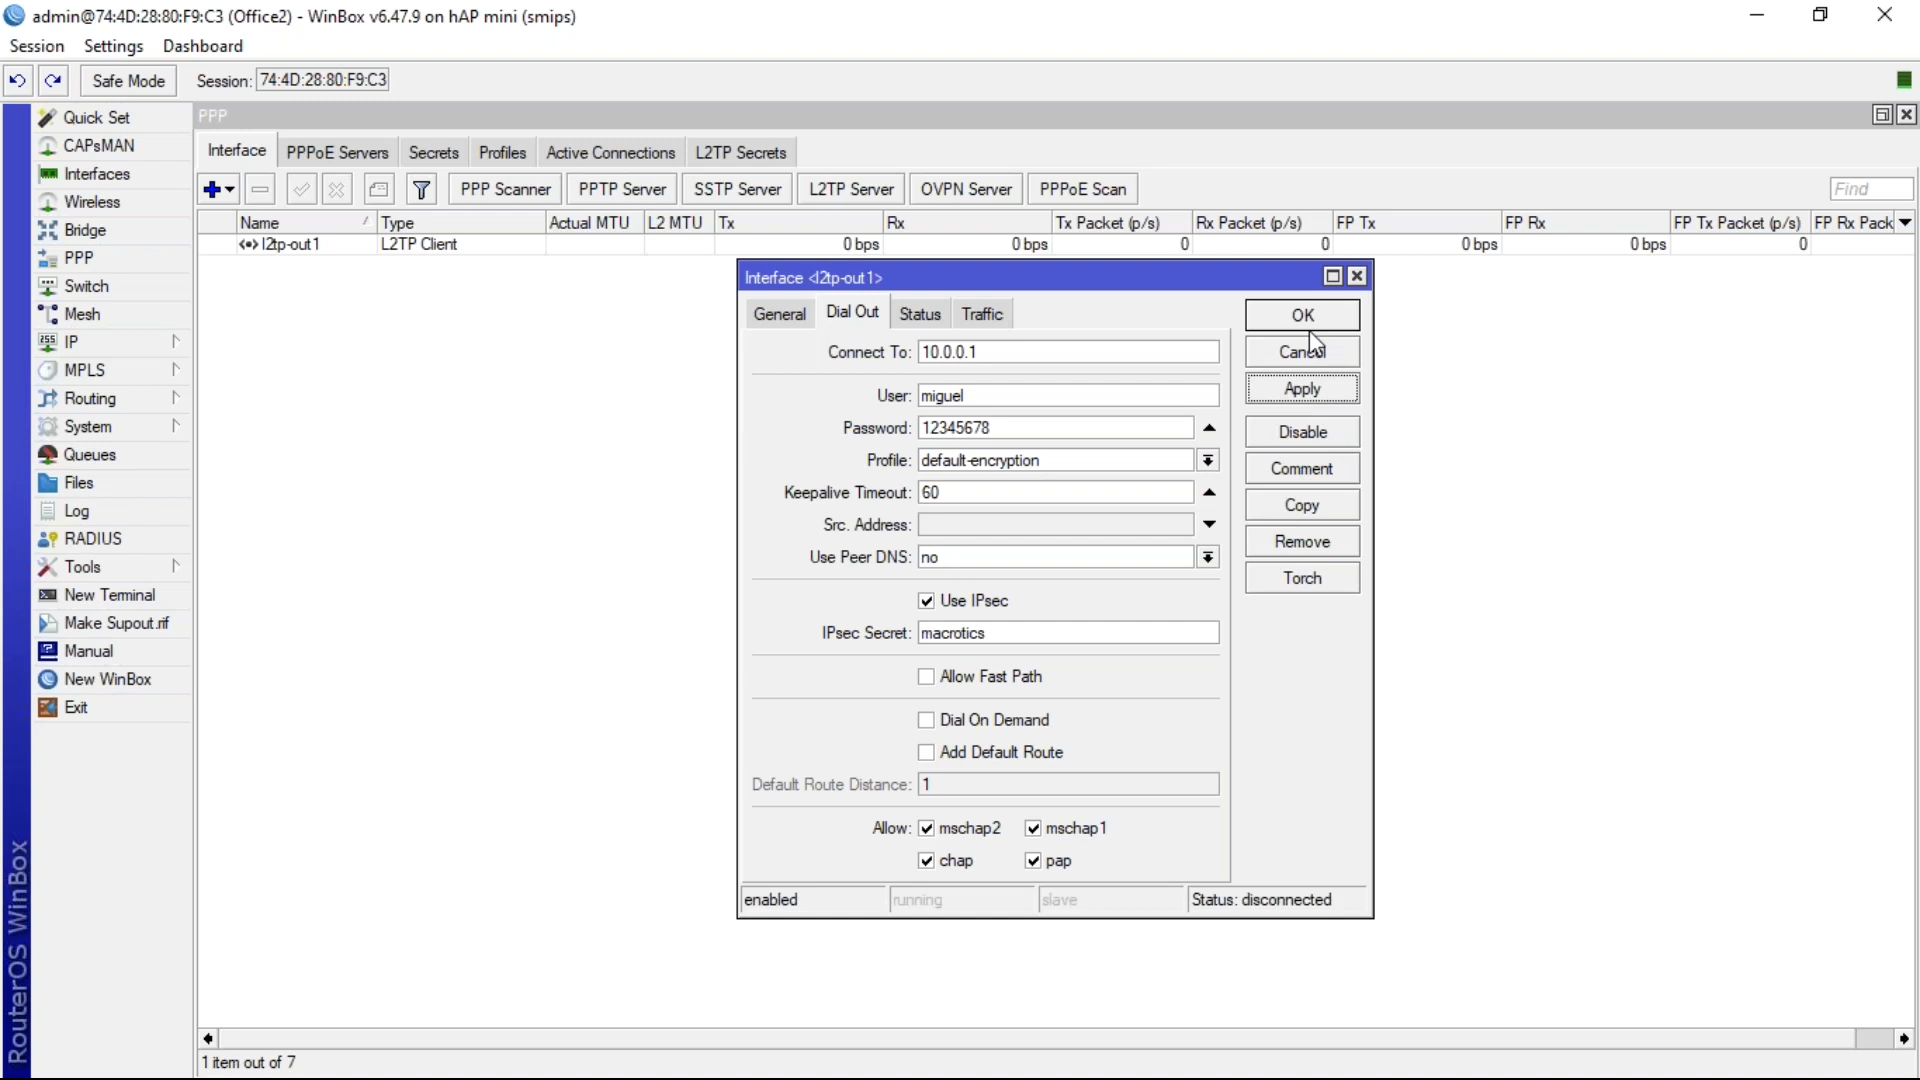 admin@74:4D:28:80:F9:C3 (Office2) - WinBox v6.47.9 on hAP mini (smips)
Session Settings Dashboard
Safe Mode Session: 74:4D:28:80:F9:C3
Quick Set
CAPsMAN
Interfaces
Wireless
Bridge
PPP
Switch
Mesh
IP
MPLS
Routing
System
Queues
Files
Log
RADIUS
Tools
New Terminal
Make Supout.rif
Manual
New WinBox
Exit
RouterOS WinBox
PPP
Interface PPPoE Servers Secrets Profiles Active Connections L2TP Secrets
PPP Scanner PPTP Server SSTP Server L2TP Server OVPN Server PPPoE Scan Find
Name Type Actual MTU L2 MTU Tx Rx Tx Packet (p/s) Rx Packet (p/s) FP Tx FP Rx FP Tx Packet (p/s) FP Rx Pack
<•> l2tp-out1 L2TP Client 0 bps 0 bps 0 0 0 bps 0 bps 0
Interface <l2tp-out1>
General Dial Out Status Traffic
Connect To: 10.0.0.1
User: miguel
Password: 12345678
Profile: default-encryption
Keepalive Timeout: 60
Src. Address:
Use Peer DNS: no
Use IPsec
IPsec Secret: macrotics
Allow Fast Path
Dial On Demand
Add Default Route
Default Route Distance: 1
Allow: mschap2 mschap1
chap pap
OK
Cancel
Apply
Disable
Comment
Copy
Remove
Torch
enabled running slave Status: disconnected
1 item out of 7